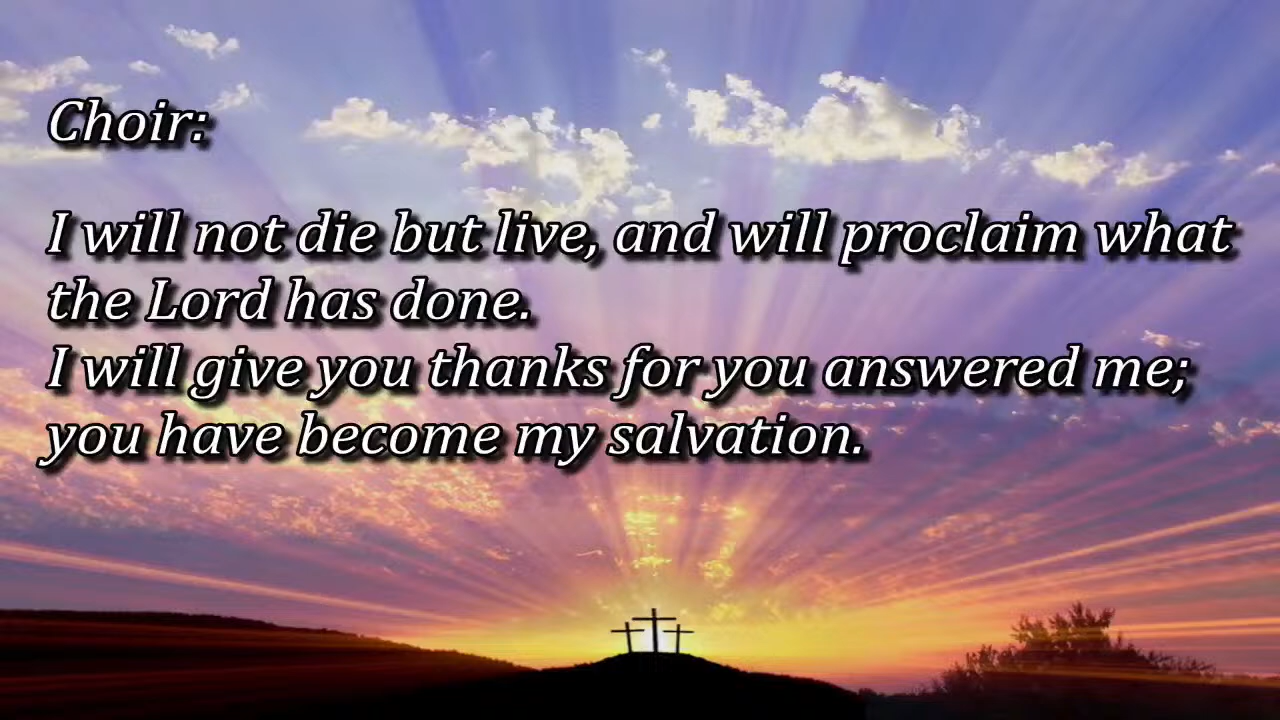 Choir:
I will not die but live, and will proclaim what
the Lord has done.
I will give you thanks for you answered me;
you have become my salvation.